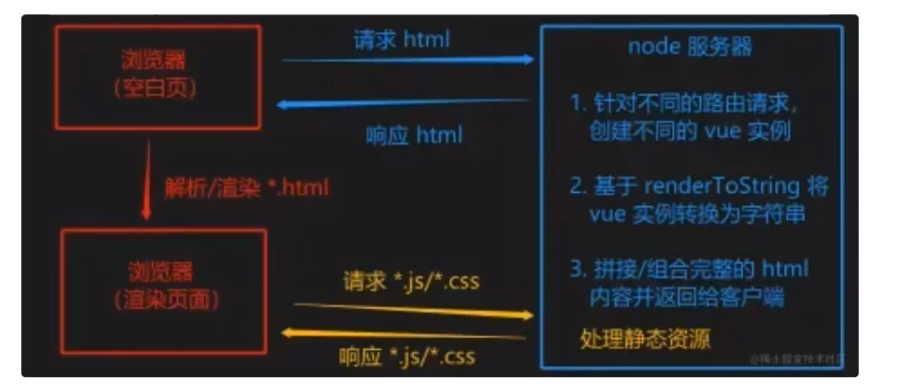 浏览器
(空白页)
请求 html
响应 html
解析/渲染 *.html
浏览器
(渲染页面)
请求 *.js/*.css
响应 *.js/*.css
node 服务器
1. 针对不同的路由请求，
创建不同的 vue 实例
2. 基于 renderToString 将
vue 实例转换为字符串
3. 拼接/组合完整的 html
内容并返回给客户端
处理静态资源
@稀土掘金技术社区